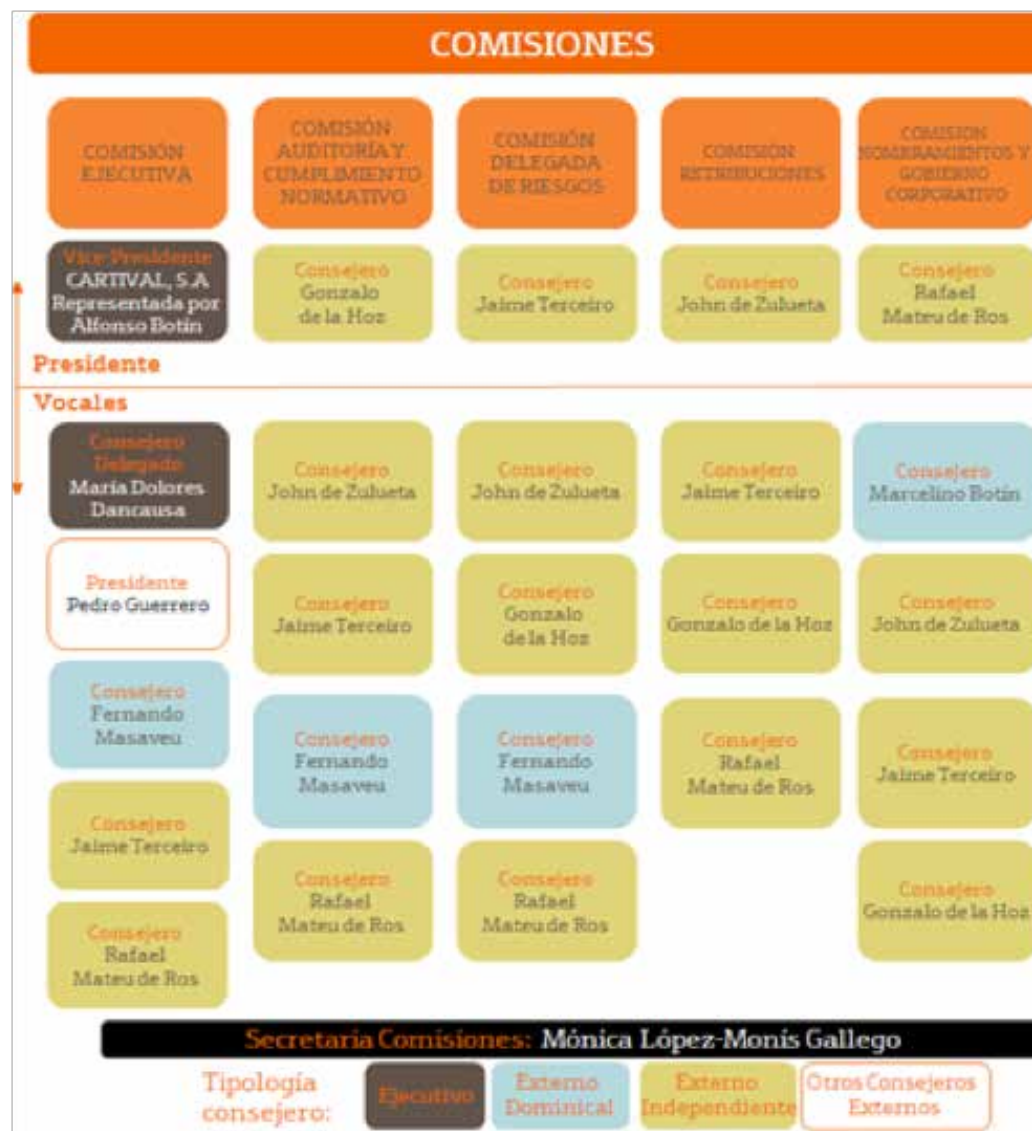 COMISIONES
COMISIÓN
EJECUTIVA
COMISIÓN
AUDITORÍA Y
CUMPLIMIENTO
NORMATIVO
COMISIÓN
DELEGADA
DE RIESGOS
COMISIÓN
RETRIBUCIONES
COMISION
NOMBRAMIENTOS Y
GOBIERNO
CORPORATIVO
Vice-Presidente
CARTIVAL, S.A
Representada por
Alfonso Botín
Consejero
Gonzalo
de la Hoz
Consejero
Jaime Terceiro
Consejero
John de Zulueta
Consejero
Rafael
Mateu de Ros
Presidente
Vocales
Consejero
Delegado
María Dolores
Dancausa
Presidente
Pedro Guerrero
Consejero
Fernando
Masaveu
Consejero
Jaime Terceiro
Consejero
Rafael
Mateu de Ros
Consejero
John de Zulueta
Consejero
Jaime Terceiro
Consejero
Fernando
Masaveu
Consejero
Rafael
Mateu de Ros
Consejero
John de Zulueta
Consejero
Gonzalo
de la Hoz
Consejero
Fernando
Masaveu
Consejero
Rafael
Mateu de Ros
Consejero
Jaime Terceiro
Consejero
Gonzalo de la Hoz
Consejero
Rafael
Mateu de Ros
Consejero
Marcelino Botín
Consejero
John de Zulueta
Consejero
Jaime Terceiro
Consejero
Gonzalo de la Hoz
Secretaría Comisiones: Mónica López-Monís Gallego
Tipología
consejero:
Ejecutivo
Externo
Dominical
Externo
Independiente
Otros Consejeros
Externos